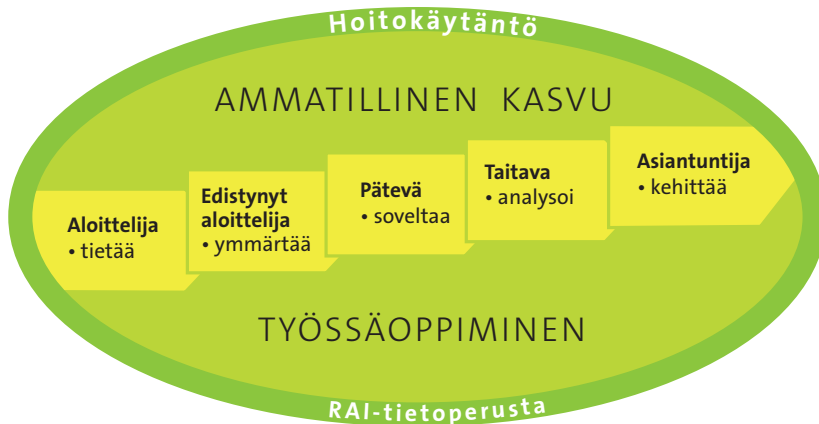 Hoitokäytäntö
AMMATILLINEN KASVU
Aloittelija
• tietää
Edistynyt
aloittelija
• ymmärtää
Pätevä
• soveltaa
Taitava
• analysoi
Asiantuntija
• kehittää
TYÖSSÄOPPIMINEN
RAI-tietoperusta